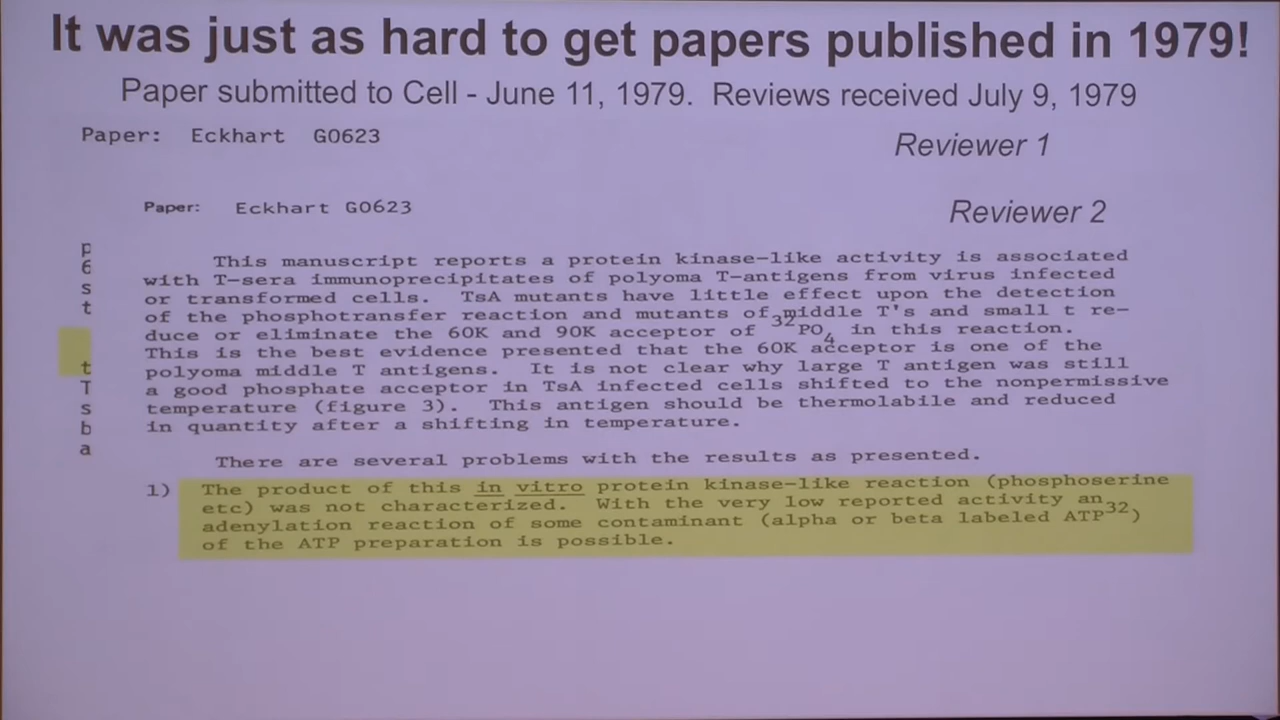 It was just as hard to get papers published in 1979!
Paper submitted to Cell - June 11, 1979. Reviews received July 9, 1979
Paper: Eckhart G0623
Reviewer 1
Paper: Eckhart G0623
Reviewer 2
p
6
s
t
t
T
s
b
a
This manuscript reports a protein kinase-like activity is associated
with T-sera immunoprecipitates of polyoma T-antigens from virus infected
or transformed cells. TsA mutants have little effect upon the detection
of the phosphotransfer reaction and mutants of middle T's and small t re-
duce or eliminate the 60K and 90K acceptor of 32PO4 in this reaction.
This is the best evidence presented that the 60K acceptor is one of the
polyoma middle T antigens. It is not clear why large T antigen was still
a good phosphate acceptor in TsA infected cells shifted to the nonpermissive
temperature (figure 3). This antigen should be thermolabile and reduced
in quantity after a shifting in temperature.
There are several problems with the results as presented.
1) The product of this in vitro protein kinase-like reaction (phosphoserine
etc) was not characterized. With the very low reported activity an
adenylation reaction of some contaminant (alpha or beta labeled ATP32)
of the ATP preparation is possible.